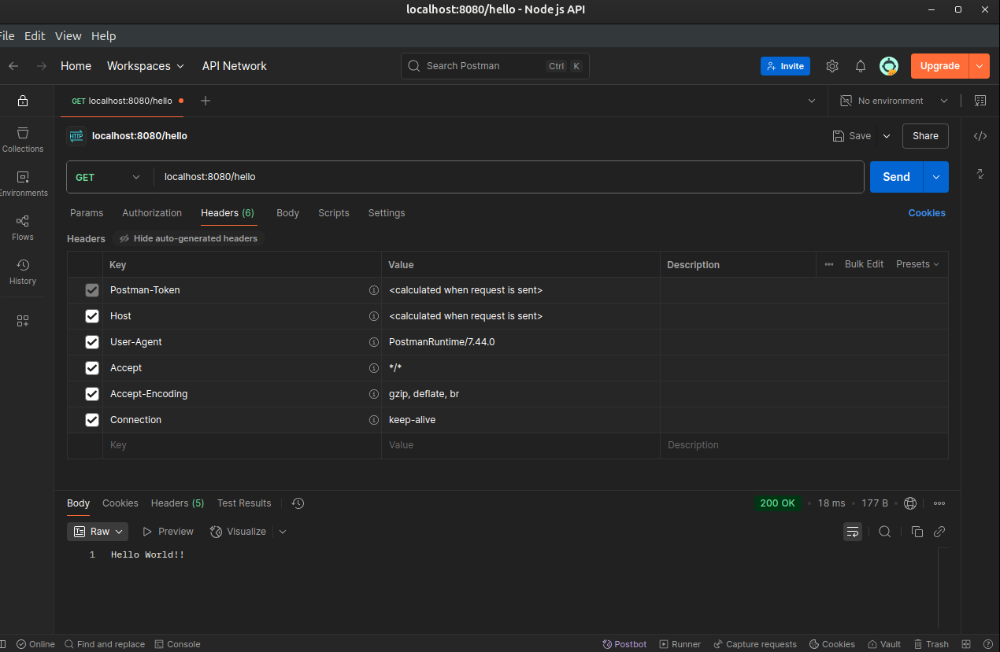 localhost:8080/hello - Node js API
File Edit View Help
Home Workspaces API Network Search Postman Ctrl K Invite Upgrade
GET localhost:8080/hello No environment
HTTP localhost:8080/hello Save Share
Collections
GET localhost:8080/hello Send
Environments
Params Authorization Headers (6) Body Scripts Settings Cookies
Flows
Headers Hide auto-generated headers
History
Key Value Description Bulk Edit Presets
Postman-Token <calculated when request is sent>
Host <calculated when request is sent>
User-Agent PostmanRuntime/7.44.0
Accept */*
Accept-Encoding gzip, deflate, br
Connection keep-alive
Key Value Description
Body Cookies Headers (5) Test Results 200 OK 18 ms 177 B
Raw Preview Visualize
1 Hello World!!
Online Find and replace Console Postbot Runner Capture requests Cookies Vault Trash